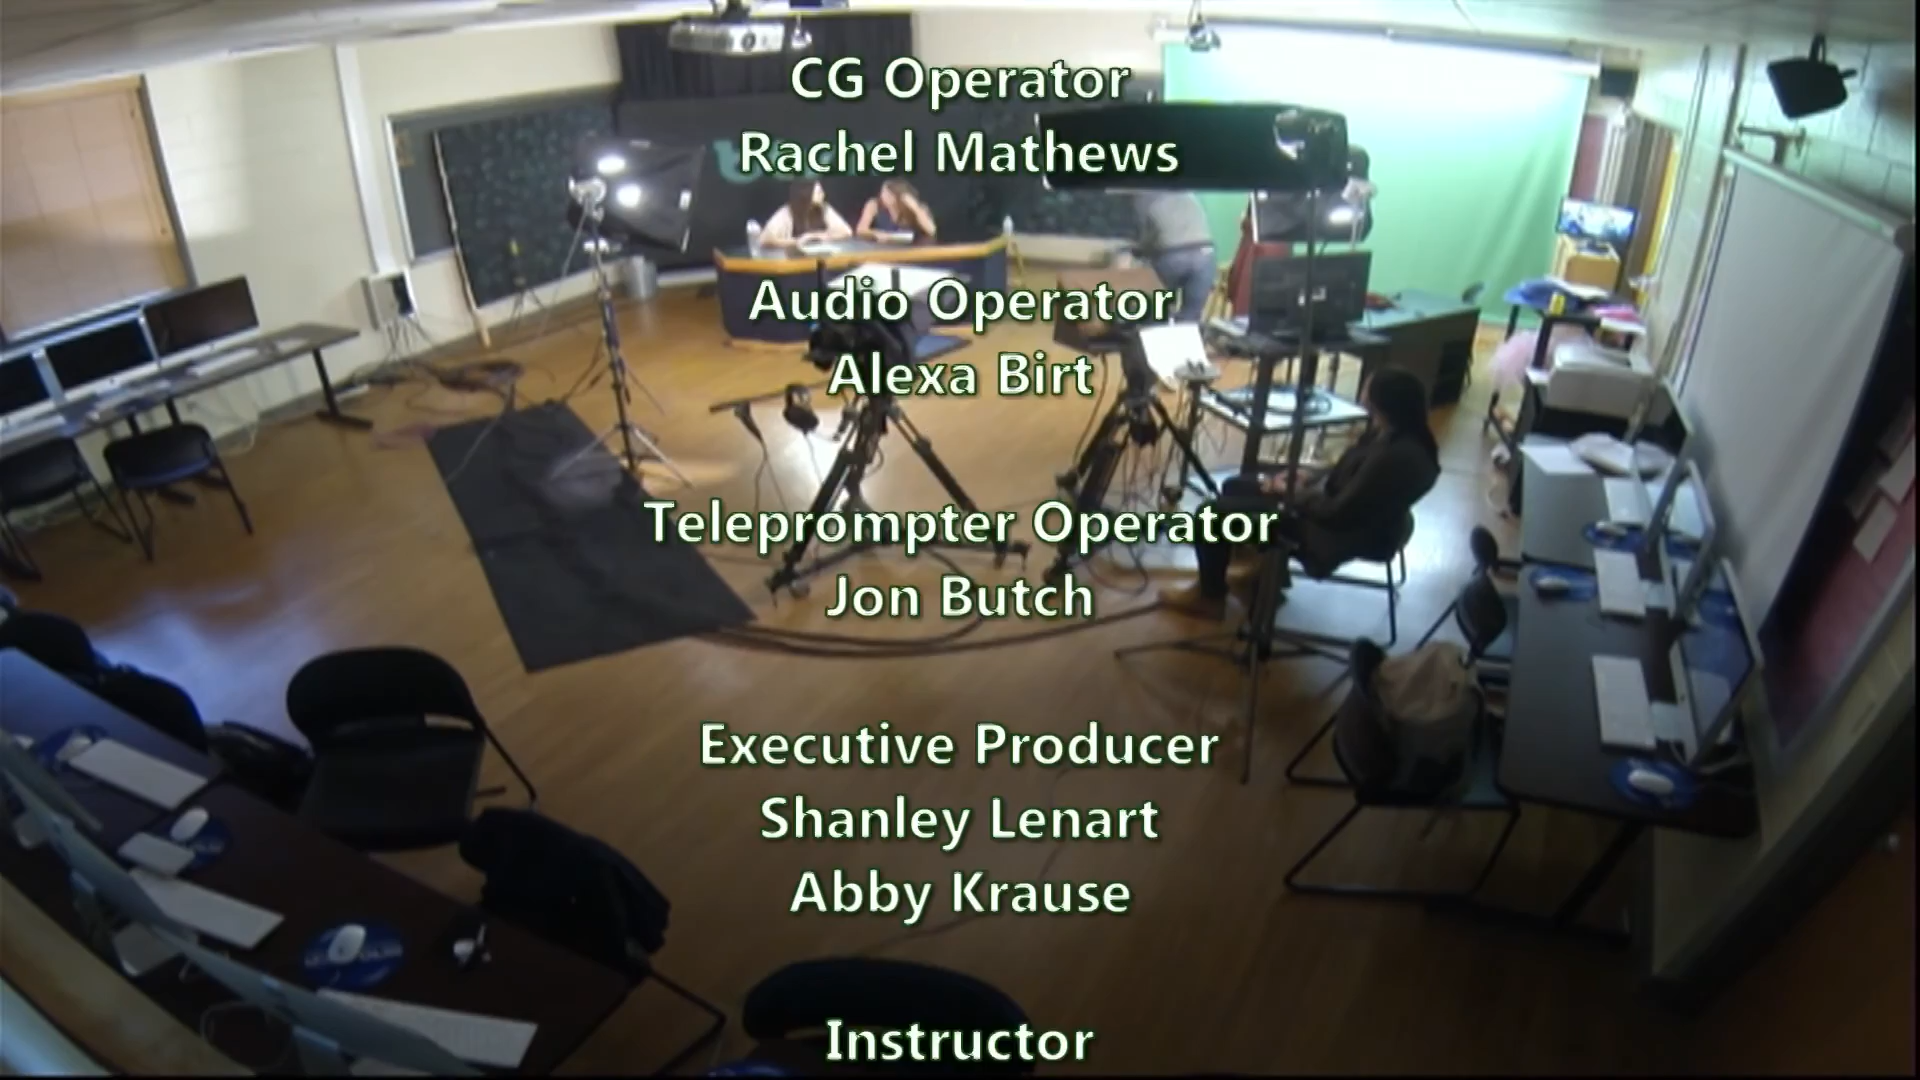 CG Operator
Rachel Mathews
Audio Operator
Alexa Birt
Teleprompter Operator
Jon Butch
Executive Producer
Shanley Lenart
Abby Krause
Instructor